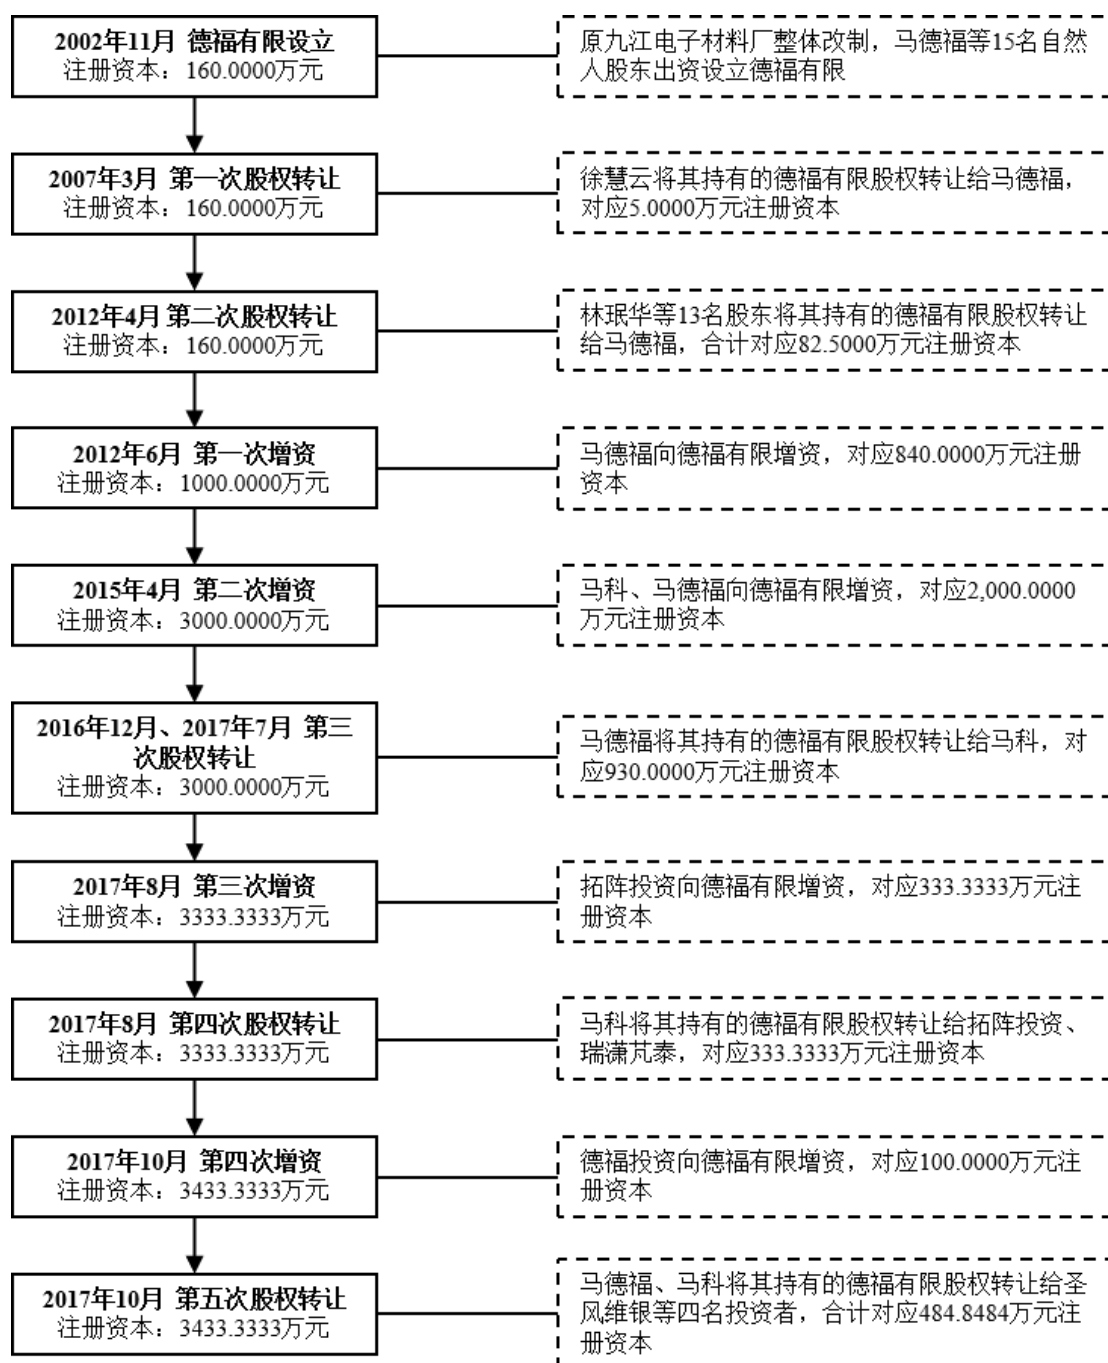 2002年11月 德福有限设立
注册资本：160.0000万元
原九江电子材料厂整体改制，马德福等15名自然
人股东出资设立德福有限
2007年3月 第一次股权转让
注册资本：160.0000万元
徐慧云将其持有的德福有限股权转让给马德福，
对应5.0000万元注册资本
2012年4月 第二次股权转让
注册资本：160.0000万元
林珉华等13名股东将其持有的德福有限股权转让
给马德福，合计对应82.5000万元注册资本
2012年6月 第一次增资
注册资本：1000.0000万元
马德福向德福有限增资，对应840.0000万元注册
资本
2015年4月 第二次增资
注册资本：3000.0000万元
马科、马德福向德福有限增资，对应2,000.0000
万元注册资本
2016年12月、2017年7月 第三
次股权转让
注册资本：3000.0000万元
马德福将其持有的德福有限股权转让给马科，对
应930.0000万元注册资本
2017年8月 第三次增资
注册资本：3333.3333万元
拓阵投资向德福有限增资，对应333.3333万元注
册资本
2017年8月 第四次股权转让
注册资本：3333.3333万元
马科将其持有的德福有限股权转让给拓阵投资、
瑞潇芃泰，对应333.3333万元注册资本
2017年10月 第四次增资
注册资本：3433.3333万元
德福投资向德福有限增资，对应100.0000万元注
册资本
2017年10月 第五次股权转让
注册资本：3433.3333万元
马德福、马科将其持有的德福有限股权转让给圣
风维银等四名投资者，合计对应484.8484万元注
册资本